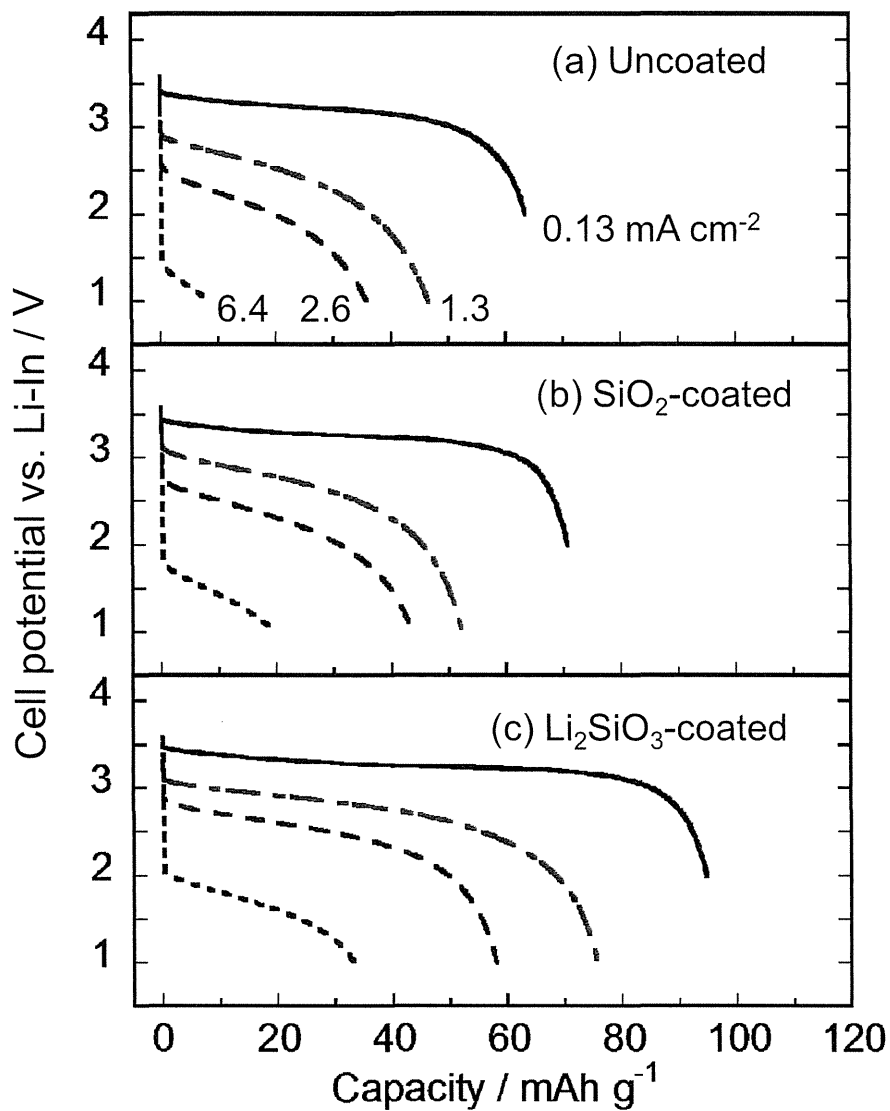 4
(a) Uncoated
3
2
0.13 mA cm⁻²
1
6.4 2.6 1.3
Cell potential vs. Li-In / V
4
(b) SiO₂-coated
3
2
1
4
(c) Li₂SiO₃-coated
3
2
1
0 20 40 60 80 100 120
Capacity / mAh g⁻¹